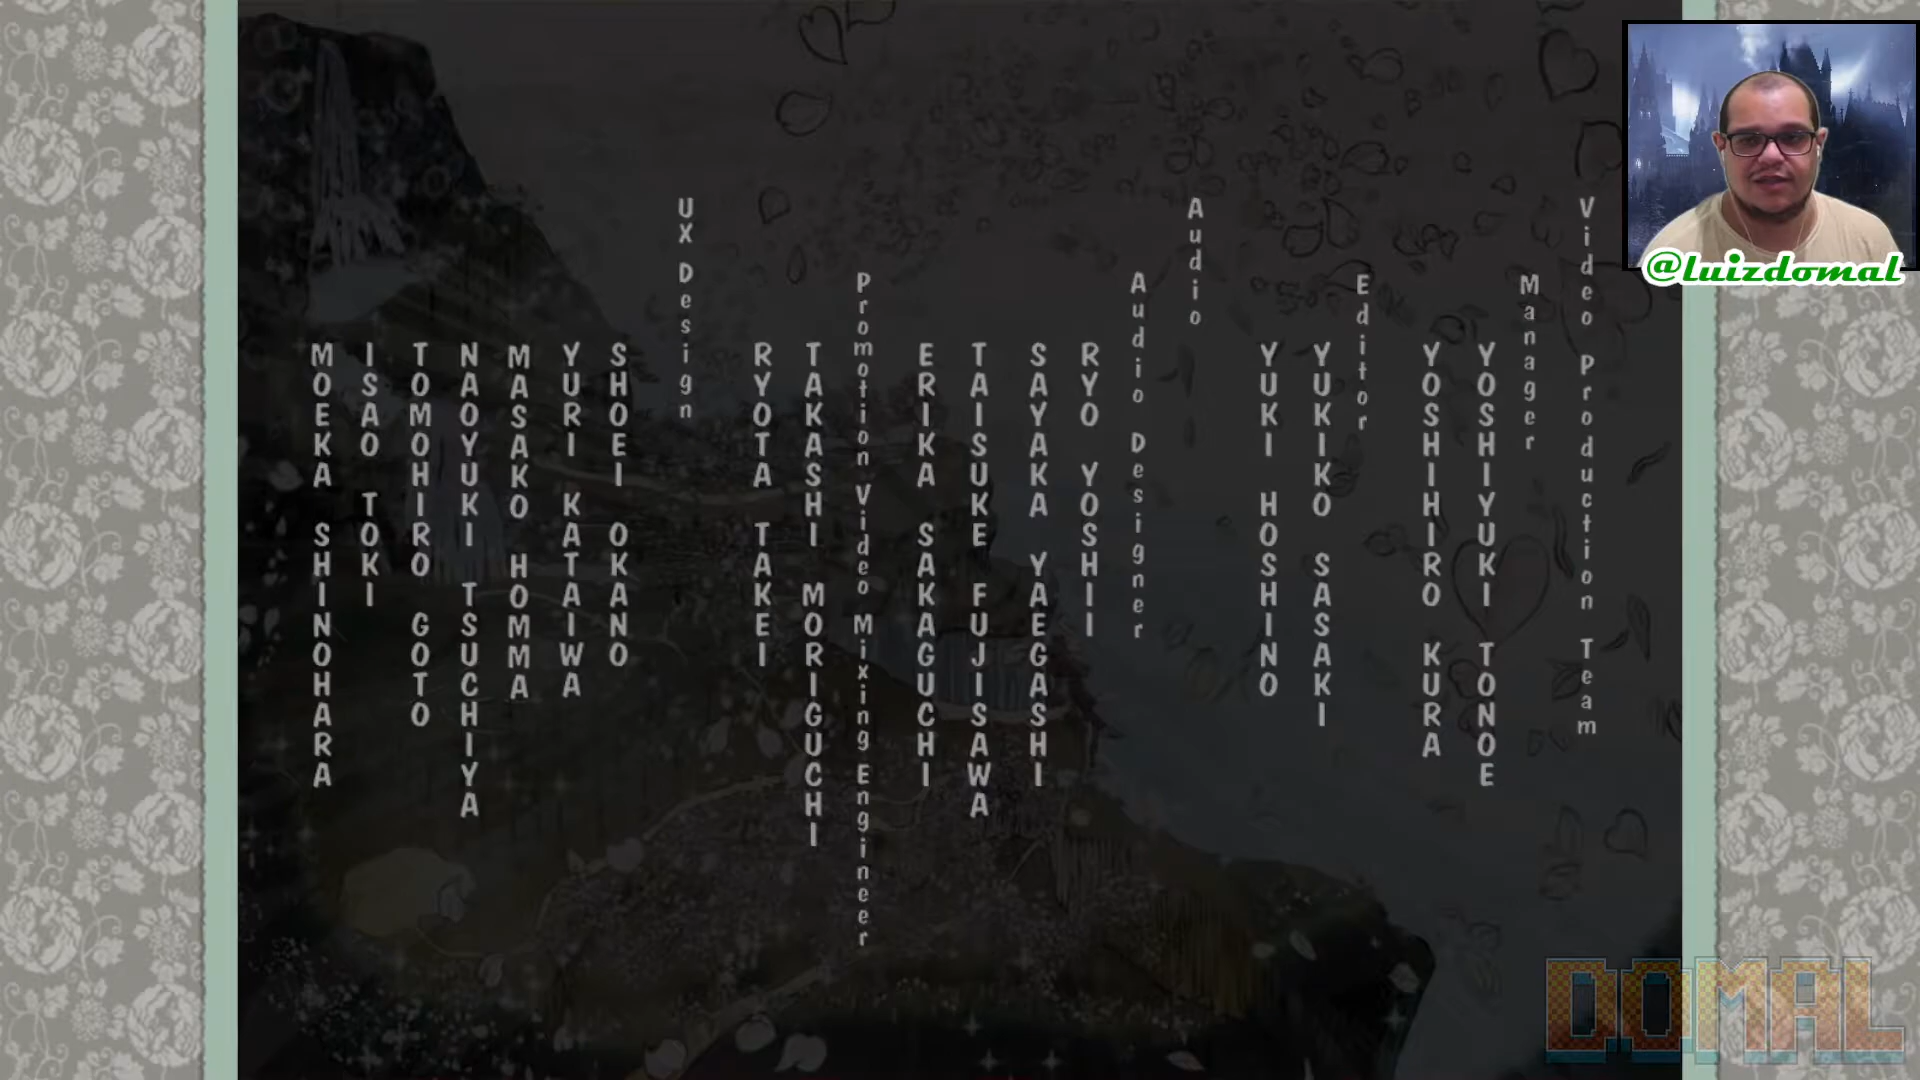 @luizdomal
Video Production Team
Manager
YOSHIYUKI TONOE
YOSHIHIRO KURA
Editor
YUKIKO SASAKI
YUKI HOSHINO
Audio
Audio Designer
RYO YOSHII
SAYAKA YAEGASHI
TAISUKE FUJISAWA
ERIKA SAKAGUCHI
Promotion Video Mixing Engineer
TAKASHI MORIGUCHI
RYOTA TAKEI
UX Design
SHOEI OKANO
YURI KATAIWA
MASAKO HOMMA
NAOYUKI TSUCHIYA
TOMOHIRO GOTO
ISAO TOKI
MOEKA SHINOHARA
DOMAL